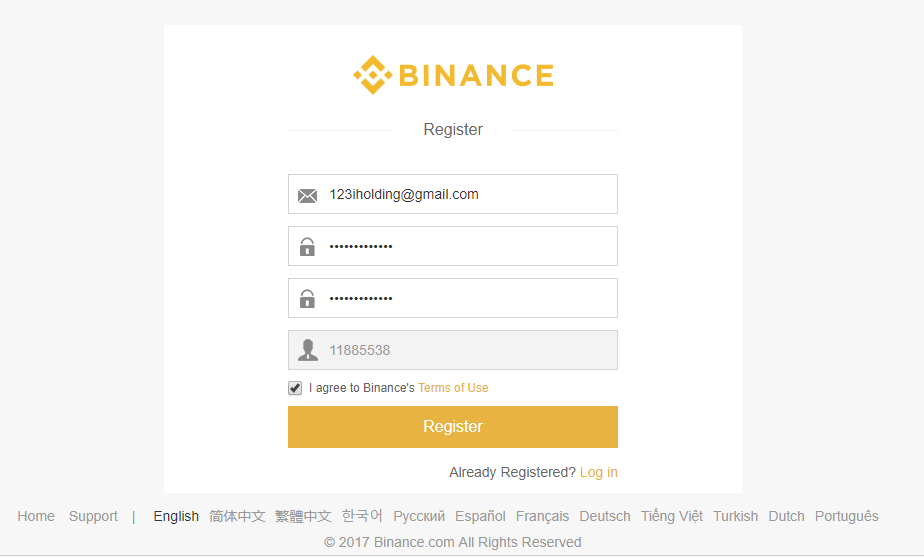 BINANCE
Register
123iholding@gmail.com
•••••••••••••
•••••••••••••
11885538
I agree to Binance's Terms of Use
Register
Already Registered? Log in
Home Support | English 简体中文 繁體中文 한국어 Русский Español Français Deutsch Tiếng Việt Turkish Dutch Português
© 2017 Binance.com All Rights Reserved